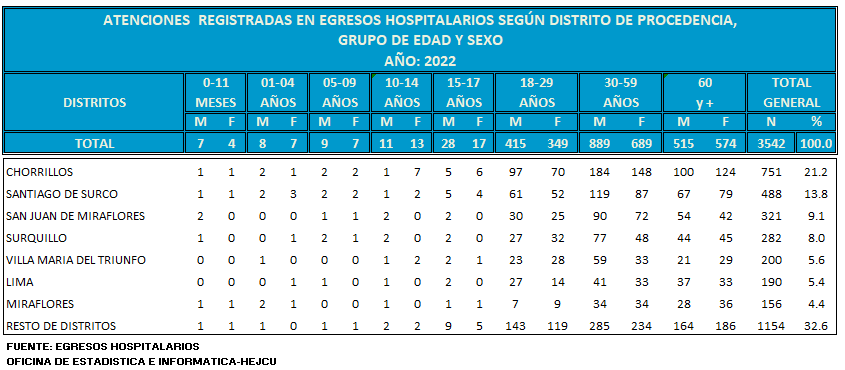 ATENCIONES REGISTRADAS EN EGRESOS HOSPITALARIOS SEGÚN DISTRITO DE PROCEDENCIA,
GRUPO DE EDAD Y SEXO
AÑO: 2022
DISTRITOS 0-11 MESES 01-04 AÑOS 05-09 AÑOS 10-14 AÑOS 15-17 AÑOS 18-29 AÑOS 30-59 AÑOS 60 y + TOTAL GENERAL
M F M F M F M F M F M F M F M F N %
TOTAL 7 4 8 7 9 7 11 13 28 17 415 349 889 689 515 574 3542 100.0
CHORRILLOS 1 1 2 1 2 2 1 7 5 6 97 70 184 148 100 124 751 21.2
SANTIAGO DE SURCO 1 1 2 3 2 2 1 2 5 4 61 52 119 87 67 79 488 13.8
SAN JUAN DE MIRAFLORES 2 0 0 0 1 1 2 0 2 0 30 25 90 72 54 42 321 9.1
SURQUILLO 1 0 0 1 2 1 2 0 2 0 27 32 77 48 44 45 282 8.0
VILLA MARIA DEL TRIUNFO 0 0 1 0 0 0 1 2 2 1 23 28 59 33 21 29 200 5.6
LIMA 0 0 0 1 1 0 1 0 2 0 27 14 41 33 37 33 190 5.4
MIRAFLORES 1 1 2 1 0 0 1 0 1 1 7 9 34 34 28 36 156 4.4
RESTO DE DISTRITOS 1 1 1 0 1 1 2 2 9 5 143 119 285 234 164 186 1154 32.6
FUENTE: EGRESOS HOSPITALARIOS
OFICINA DE ESTADISTICA E INFORMATICA-HEJCU